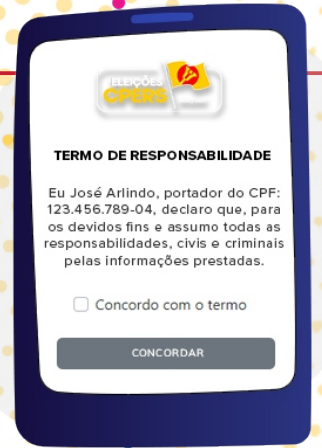 ELEIÇÕES
CPERS
TERMO DE RESPONSABILIDADE
Eu José Arlindo, portador do CPF:
123.456.789-04, declaro que, para
os devidos fins e assumo todas as
responsabilidades, civis e criminais
pelas informações prestadas.
Concordo com o termo
CONCORDAR